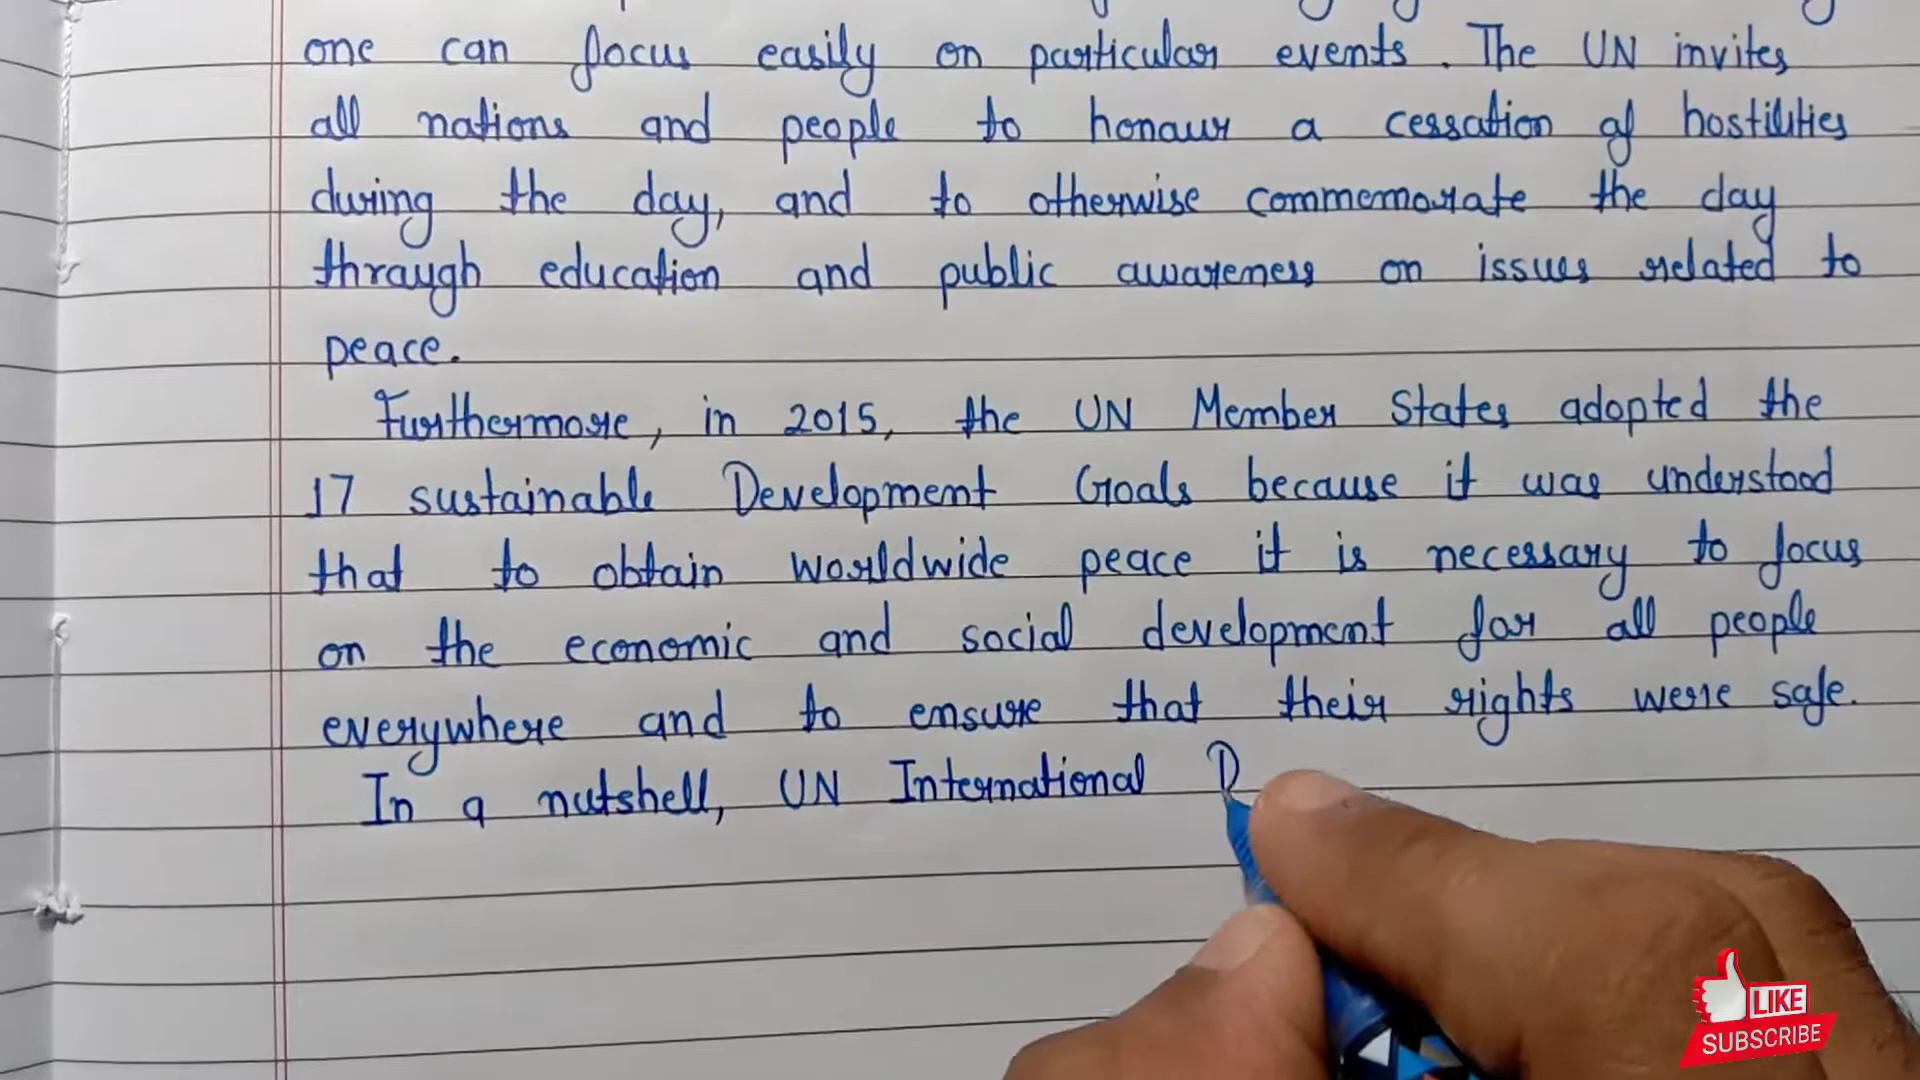 one can focus easily on particular events. The UN invites
all nations and people to honour a cessation of hostilities
during the day, and to otherwise commemorate the day
through education and public awareness on issues related to
peace.
Furthermore, in 2015, the UN Member States adopted the
17 sustainable Development Goals because it was understood
that to obtain worldwide peace it is necessary to focus
on the economic and social development for all people
everywhere and to ensure that their rights were safe.
In a nutshell, UN International D
LIKE
SUBSCRIBE